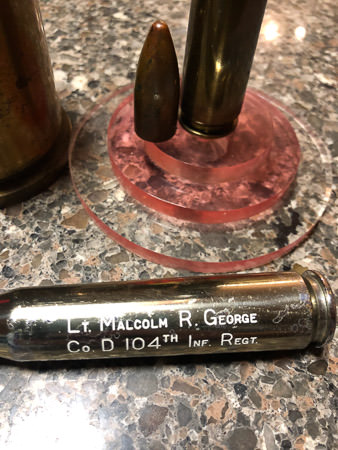 Lt. Malcolm R. George
Co. D 104TH Inf. Regt.